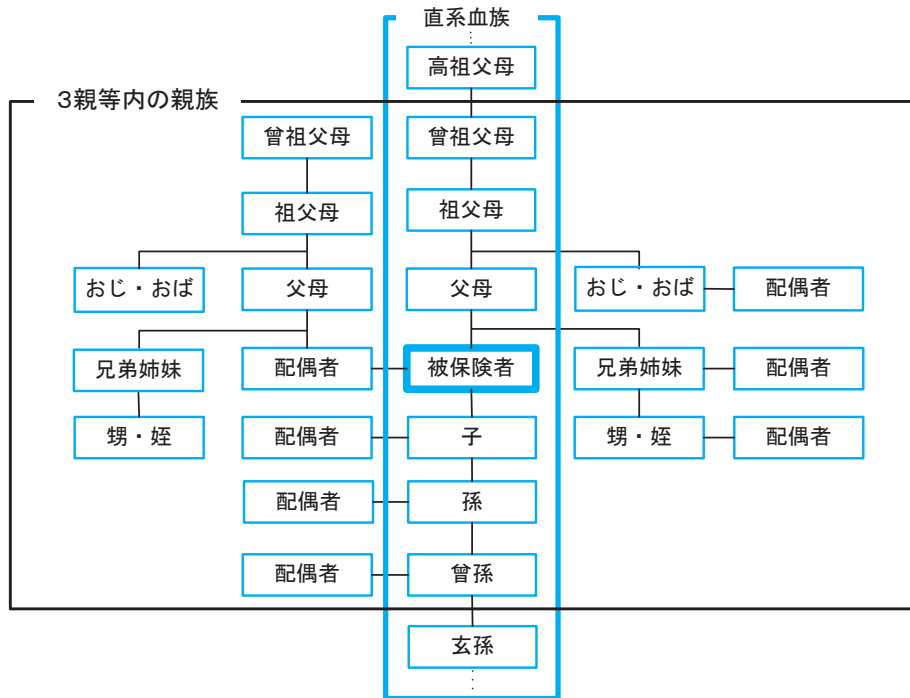 直系血族
高祖父母
3親等内の親族
曾祖父母
曾祖父母
祖父母
祖父母
おじ・おば
父母
父母
おじ・おば
配偶者
兄弟姉妹
配偶者
被保険者
兄弟姉妹
配偶者
甥・姪
配偶者
子
甥・姪
配偶者
配偶者
孫
配偶者
曾孫
玄孫